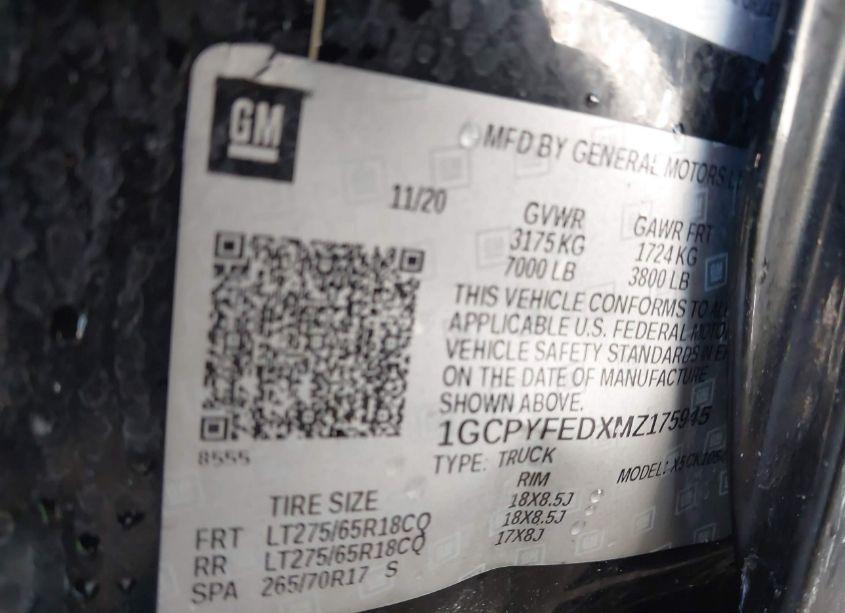 GM
MFD BY GENERAL MOTORS
11/20
GVWR GAWR FRT
3175 KG 1724 KG
7000 LB 3800 LB
THIS VEHICLE CONFORMS TO
APPLICABLE U.S. FEDERAL MOTOR
VEHICLE SAFETY STANDARDS IN
ON THE DATE OF MANUFACTURE
SHOWN ABOVE.
1GCPYFEDXMZ175945
8555
TYPE: TRUCK
MODEL:
TIRE SIZE RIM
FRT LT275/65R18CQ 18X8.5J
RR LT275/65R18CQ 18X8.5J
SPA 265/70R17 S 17X8J